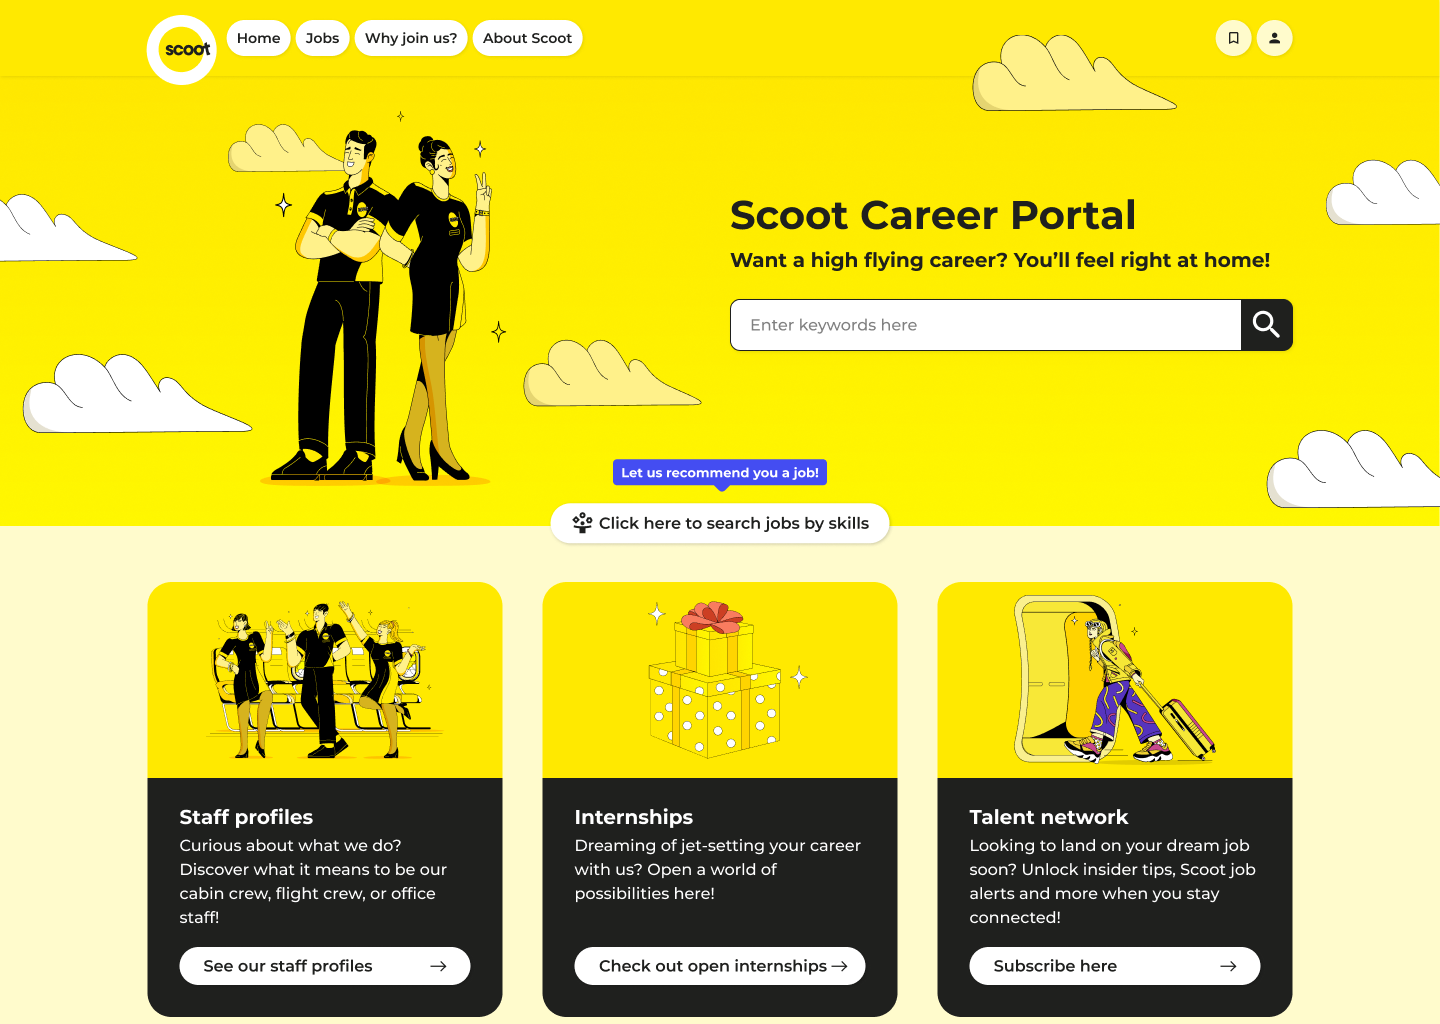 scoot
Home
Jobs
Why join us?
About Scoot
Scoot Career Portal
Want a high flying career? You’ll feel right at home!
Enter keywords here
Let us recommend you a job!
Click here to search jobs by skills
Staff profiles
Curious about what we do?
Discover what it means to be our
cabin crew, flight crew, or office
staff!
See our staff profiles
Internships
Dreaming of jet-setting your career
with us? Open a world of
possibilities here!
Check out open internships
Talent network
Looking to land on your dream job
soon? Unlock insider tips, Scoot job
alerts and more when you stay
connected!
Subscribe here